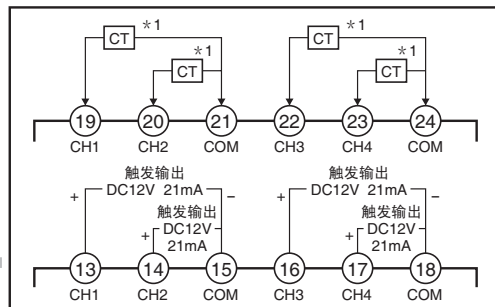 CT *1 CT *1
*1 CT *1 CT
19 20 21 22 23 24
CH1 CH2 COM CH3 CH4 COM
触发输出 触发输出
+ DC12V 21mA − + DC12V 21mA −
触发输出 触发输出
+ DC12V − + DC12V −
21mA 21mA
13 14 15 16 17 18
CH1 CH2 COM CH3 CH4 COM